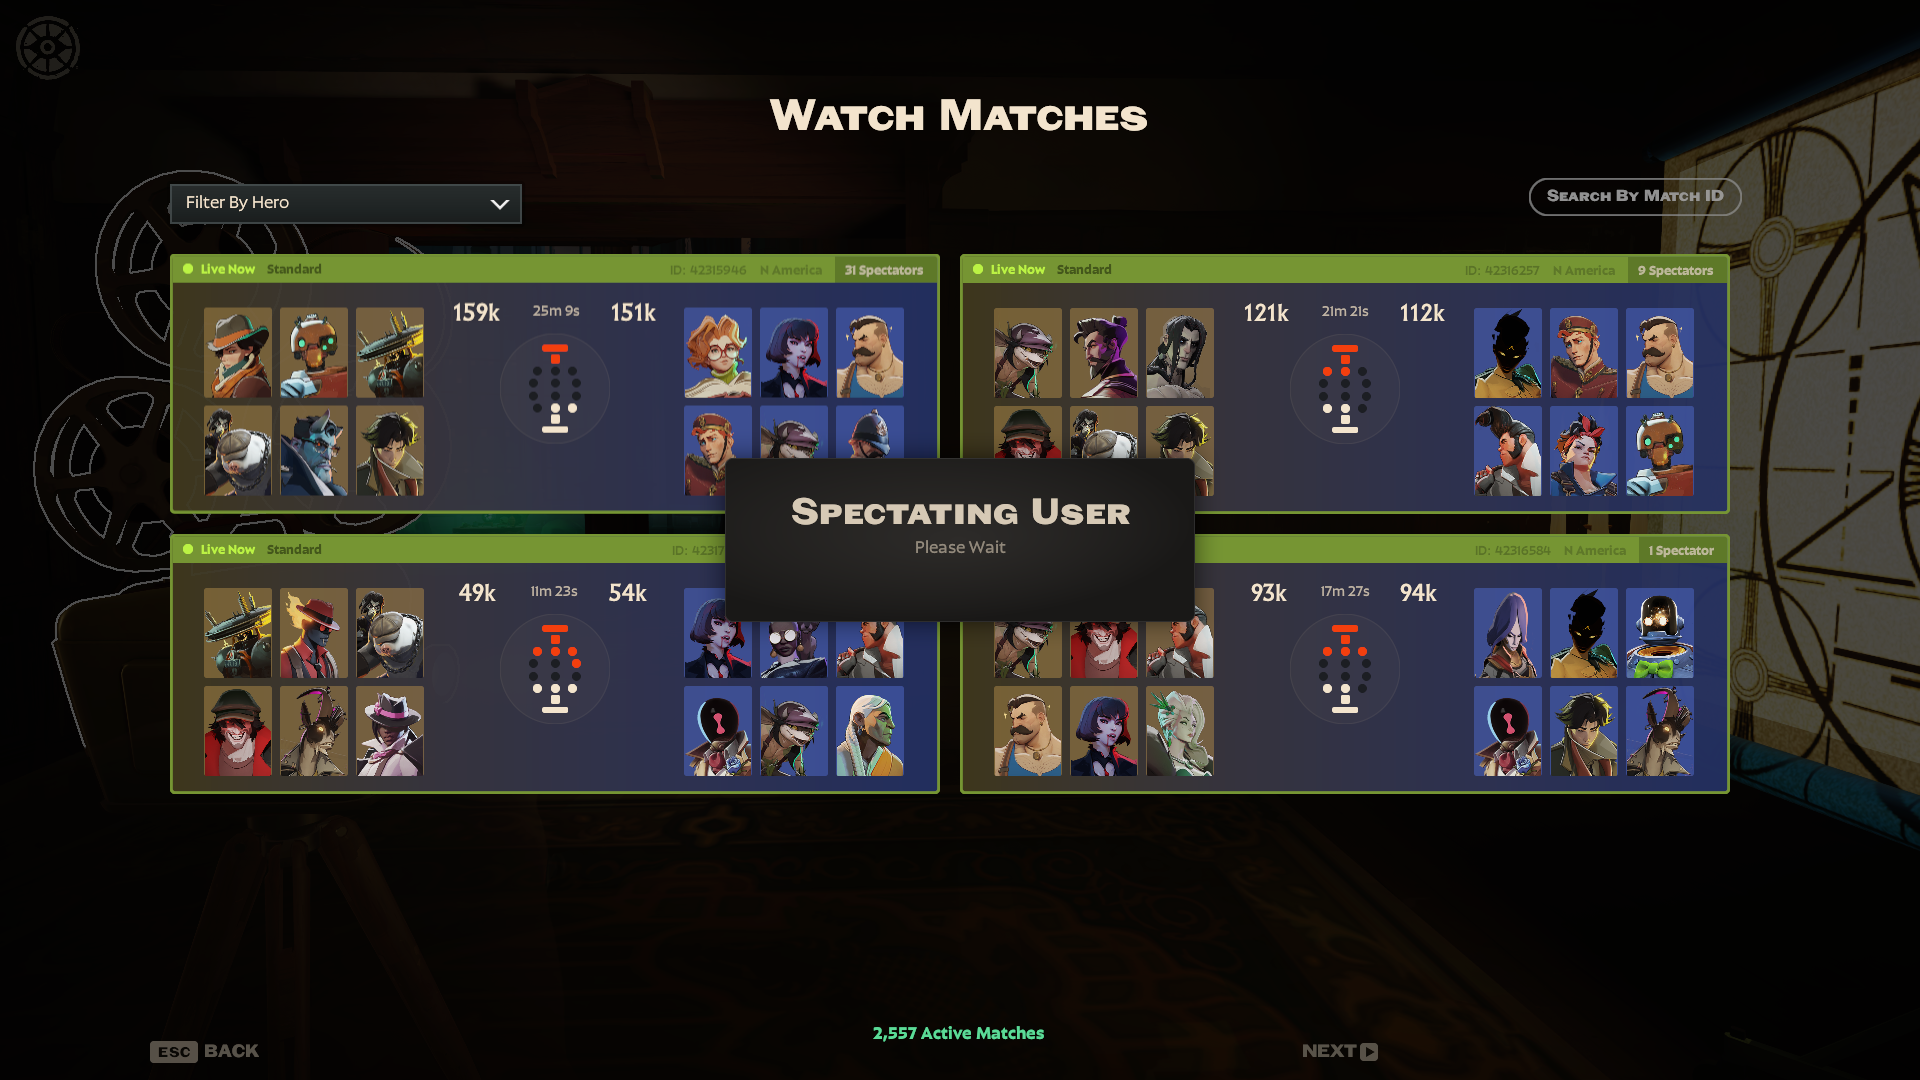 Watch Matches
Filter By Hero
Search By Match ID
Live Now Standard ID: 42315946 N America 31 Spectators
159k 25m 9s 151k
Live Now Standard ID: 42316257 N America 9 Spectators
121k 21m 21s 112k
Spectating User
Please Wait
Live Now Standard ID: 42317
49k 11m 23s 54k
ID: 42316584 N America 1 Spectator
93k 17m 27s 94k
2,557 Active Matches
ESC BACK
NEXT